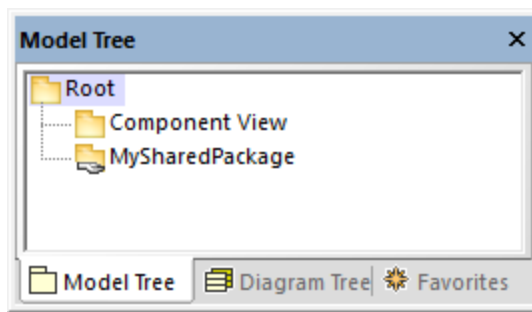 Model Tree
Root
Component View
MySharedPackage
Model Tree Diagram Tree Favorites